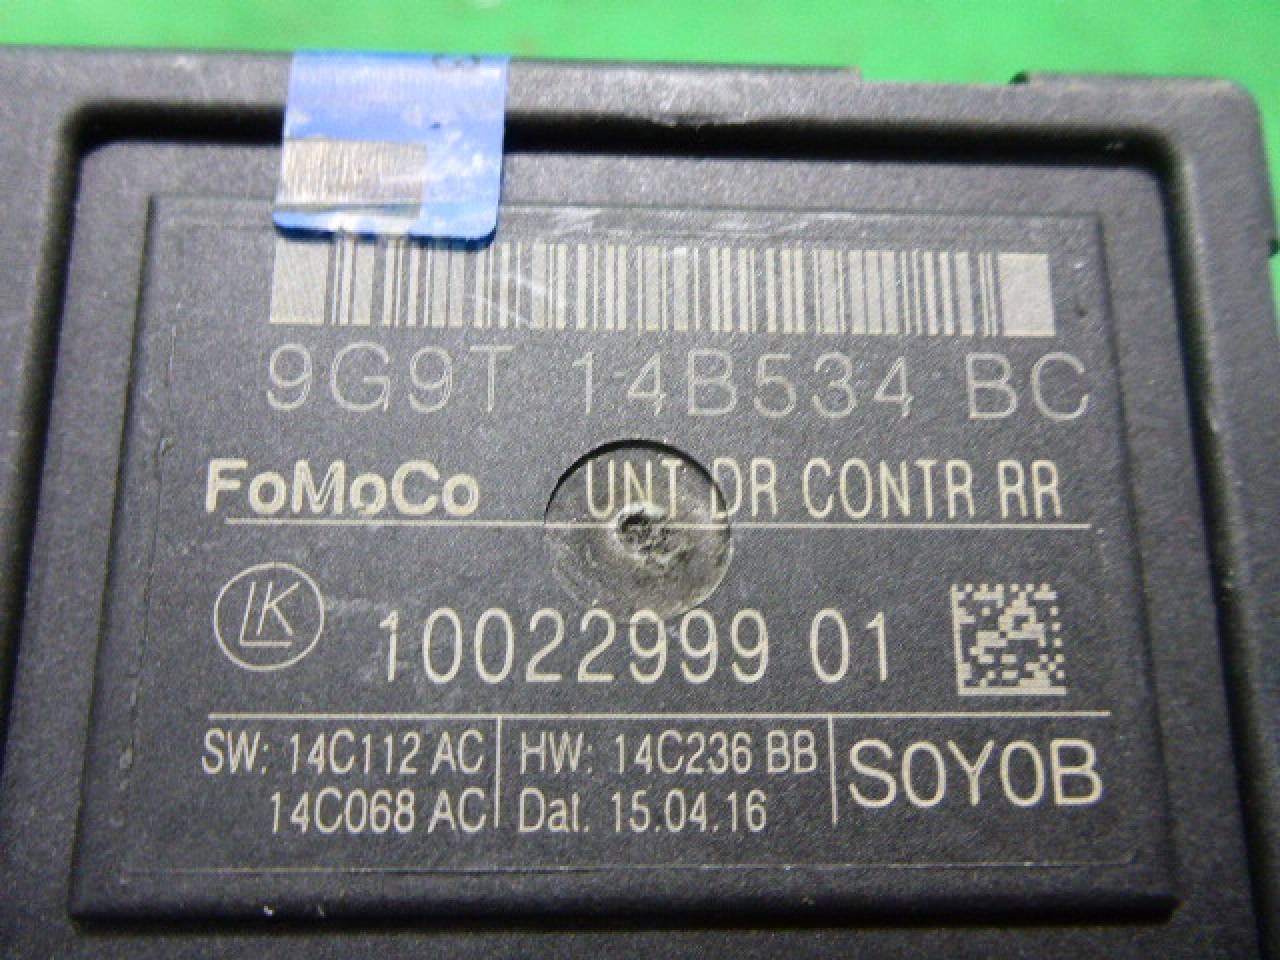 9G9T 14B534 BC
FoMoCo UNIT DR CONTR RR
LK 10022999 01
SW: 14C112 AC HW: 14C236 BB S0Y0B
14C068 AC Dat. 15.04.16